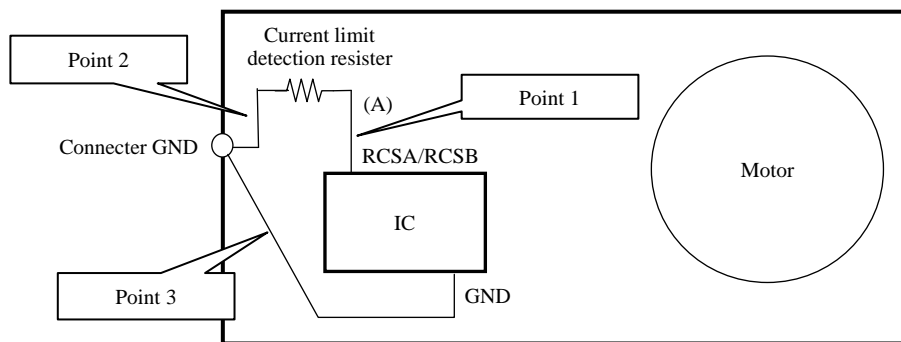 Current limit
detection resister
Point 2
(A)
Point 1
Connecter GND
RCSA/RCSB
Motor
IC
Point 3
GND